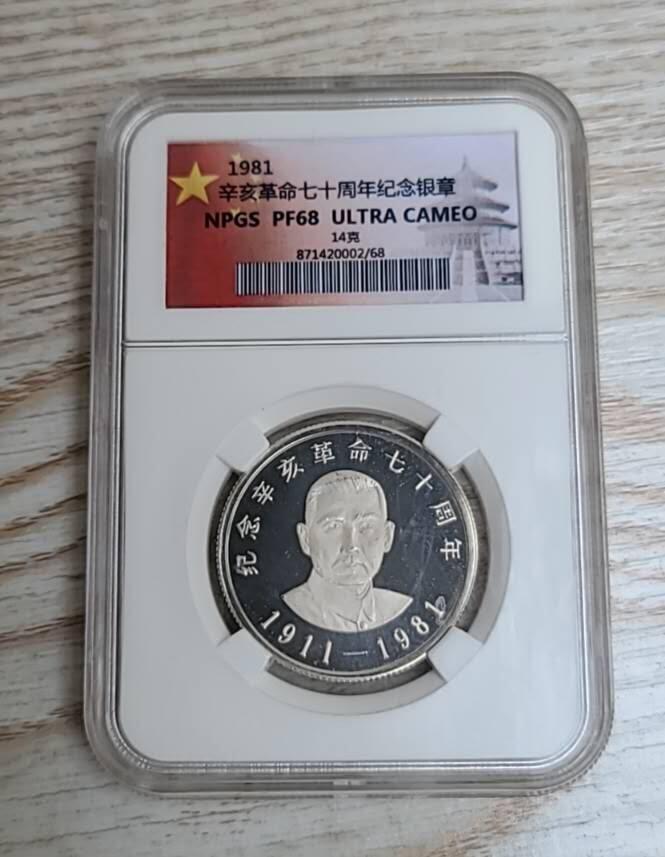 1981
辛亥革命七十周年纪念银章
NPGS PF68 ULTRA CAMEO
14克
871420002/68
纪念辛亥革命七十周年
1911—1981